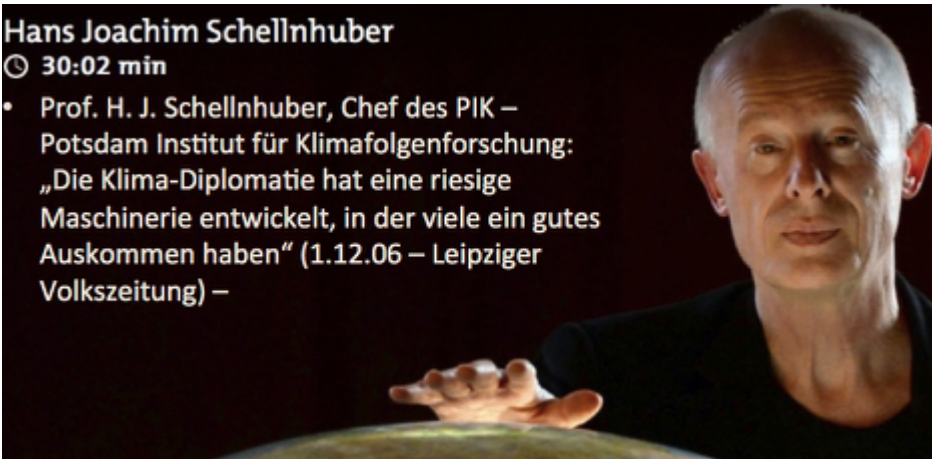 Hans Joachim Schellnhuber
30:02 min
• Prof. H. J. Schellnhuber, Chef des PIK –
Potsdam Institut für Klimafolgenforschung:
„Die Klima-Diplomatie hat eine riesige
Maschinerie entwickelt, in der viele ein gutes
Auskommen haben“ (1.12.06 – Leipziger
Volkszeitung) –